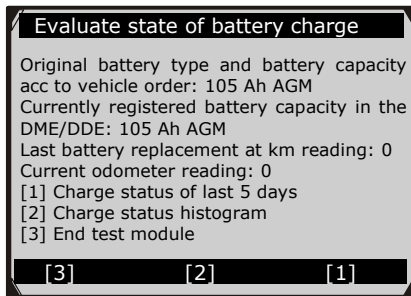 Evaluate state of battery charge
Original battery type and battery capacity
acc to vehicle order: 105 Ah AGM
Currently registered battery capacity in the
DME/DDE: 105 Ah AGM
Last battery replacement at km reading: 0
Current odometer reading: 0
[1] Charge status of last 5 days
[2] Charge status histogram
[3] End test module
[3] [2] [1]